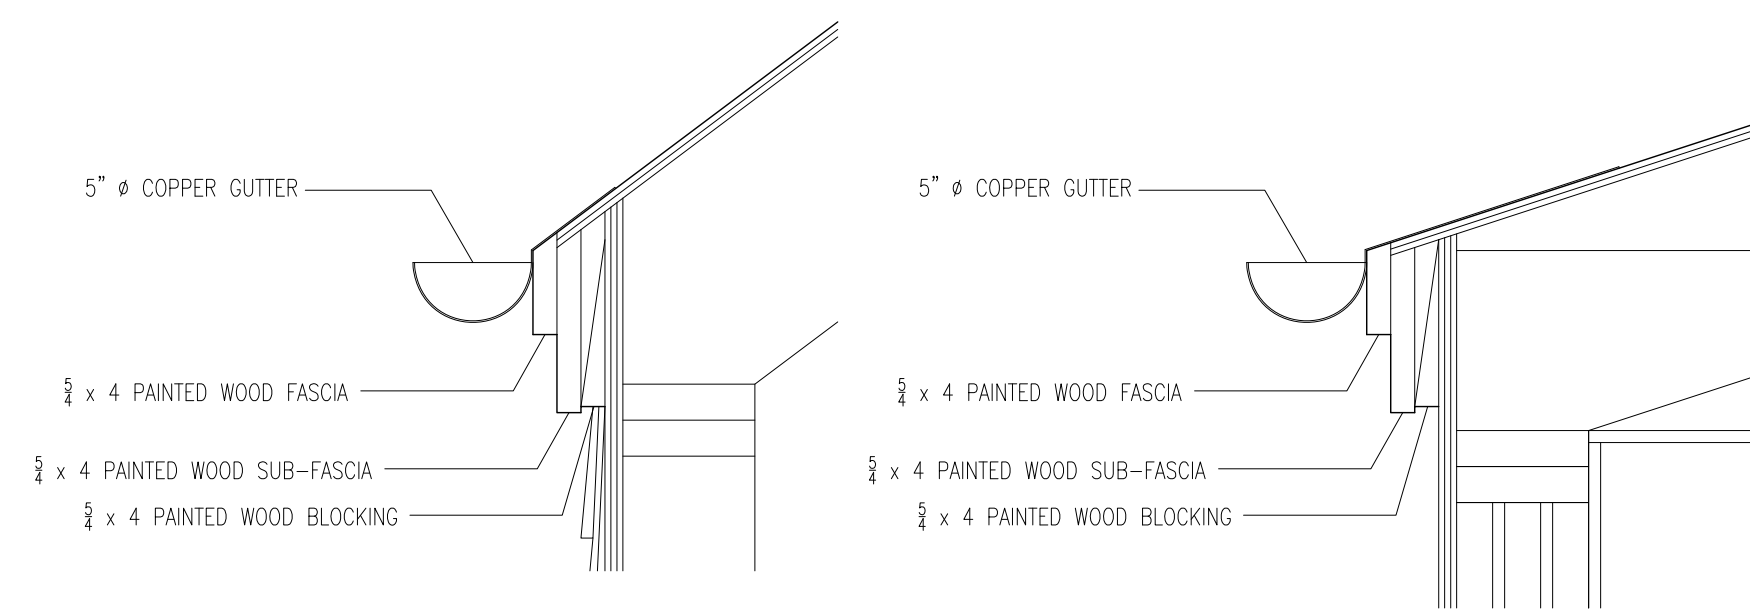 5" ø COPPER GUTTER
5/4 x 4 PAINTED WOOD FASCIA
5/4 x 4 PAINTED WOOD SUB-FASCIA
5/4 x 4 PAINTED WOOD BLOCKING
5" ø COPPER GUTTER
5/4 x 4 PAINTED WOOD FASCIA
5/4 x 4 PAINTED WOOD SUB-FASCIA
5/4 x 4 PAINTED WOOD BLOCKING